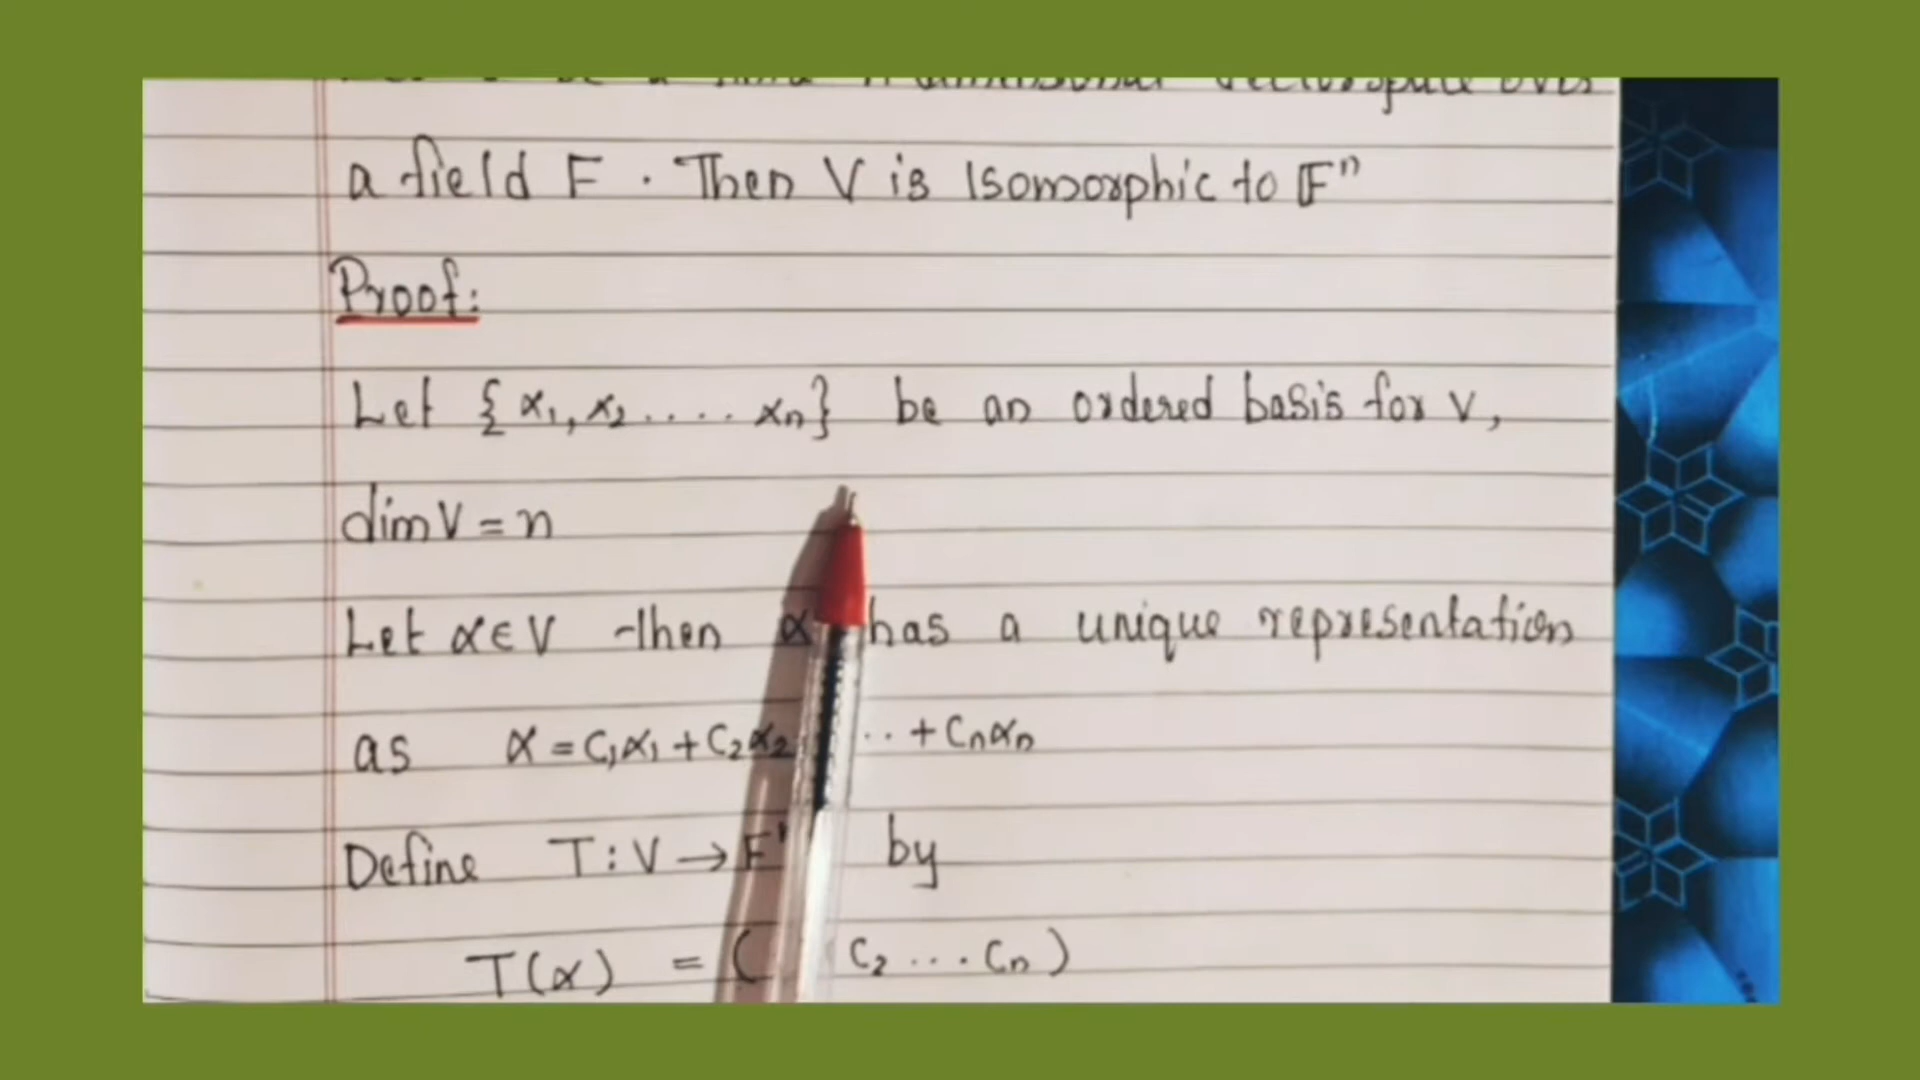 a field F. Then V is Isomorphic to Fⁿ
Proof:
Let {α₁, α₂.... αn} be an ordered basis for V,
dim V = n
Let α ∈ V then α has a unique representation
as α = C₁α₁ + C₂α₂ ... + Cnαn
Define T : V → Fⁿ by
T(α) = ( C₂ ... Cn )